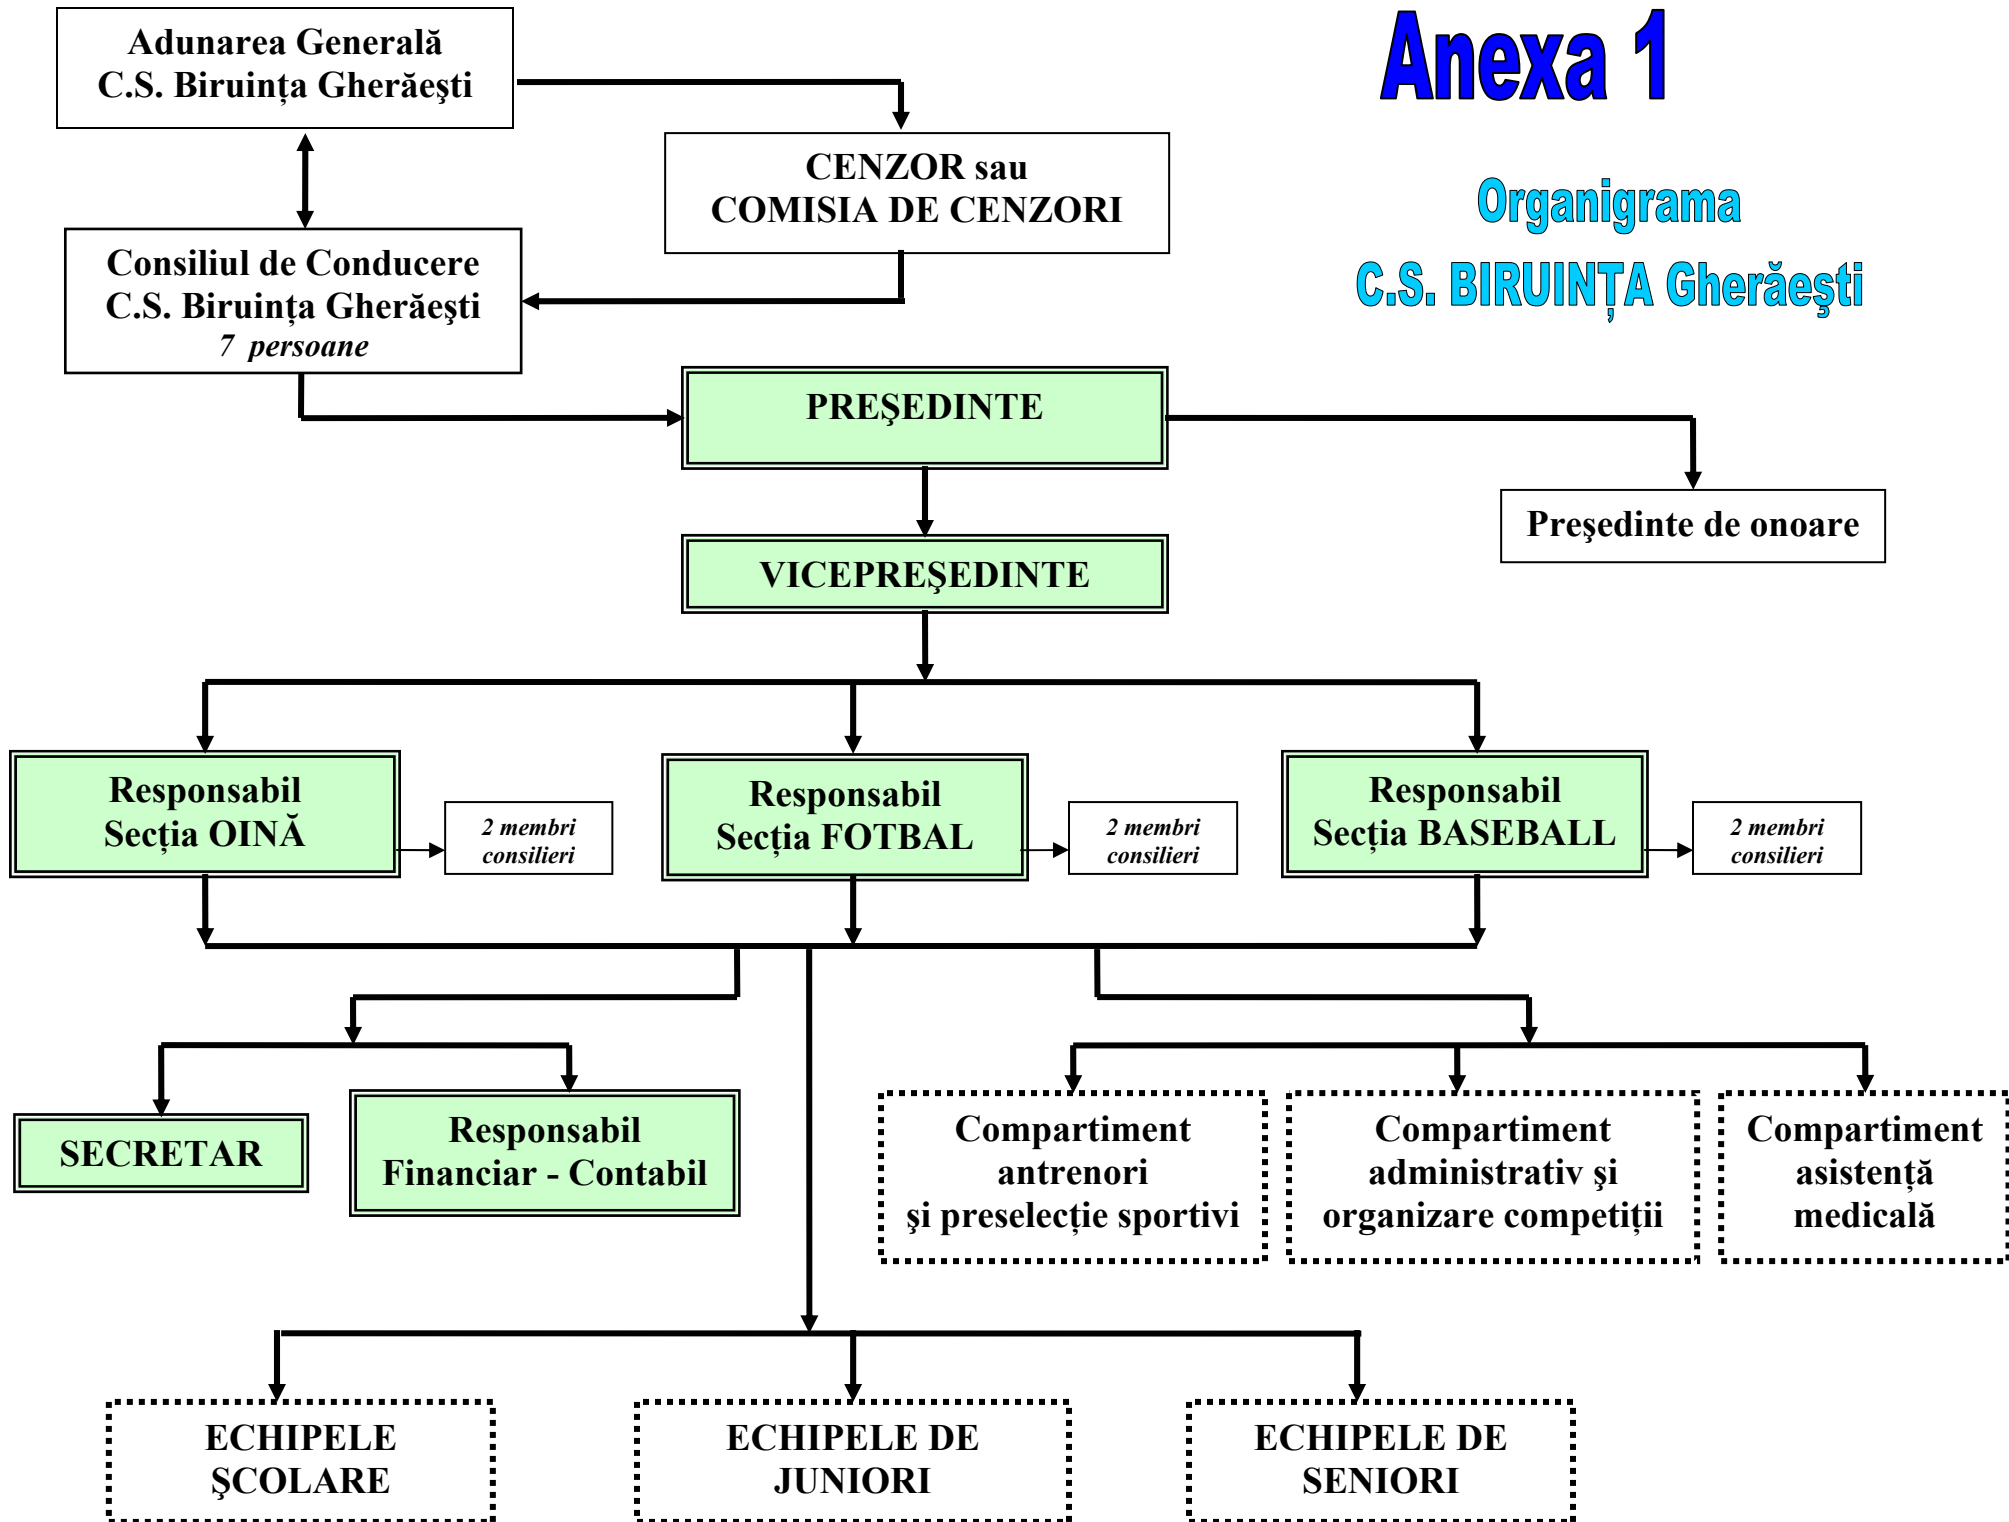 Anexa 1
Organigrama
C.S. BIRUINȚA Gherăeşti
Adunarea Generală
C.S. Biruința Gherăeşti
CENZOR sau
COMISIA DE CENZORI
Consiliul de Conducere
C.S. Biruința Gherăeşti
7 persoane
PREŞEDINTE
Preşedinte de onoare
VICEPREŞEDINTE
Responsabil
Secția OINĂ
2 membri
consilieri
Responsabil
Secția FOTBAL
2 membri
consilieri
Responsabil
Secția BASEBALL
2 membri
consilieri
SECRETAR
Responsabil
Financiar - Contabil
Compartiment
antrenori
şi preselecție sportivi
Compartiment
administrativ şi
organizare competiții
Compartiment
asistență
medicală
ECHIPELE
ŞCOLARE
ECHIPELE DE
JUNIORI
ECHIPELE DE
SENIORI